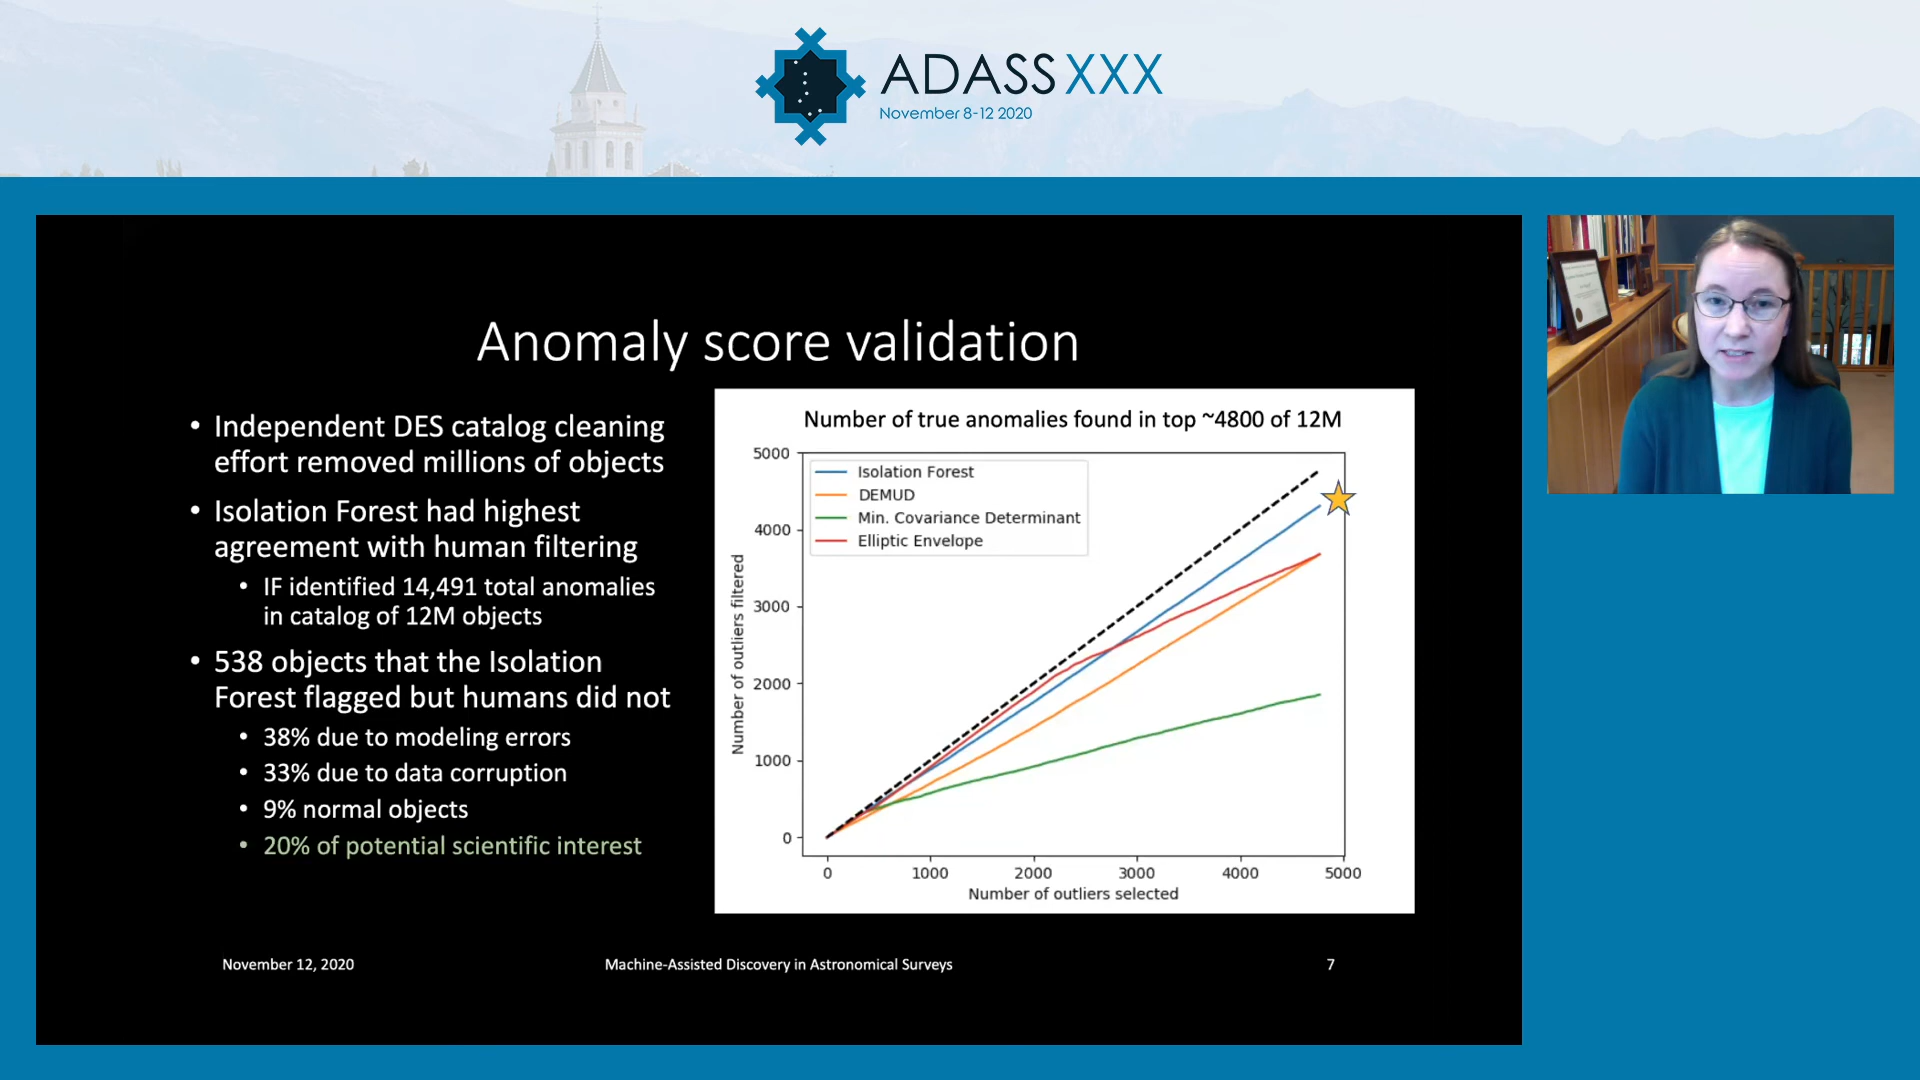 ADASS XXX
November 8-12 2020
Anomaly score validation
• Independent DES catalog cleaning
effort removed millions of objects
• Isolation Forest had highest
agreement with human filtering
• IF identified 14,491 total anomalies
in catalog of 12M objects
• 538 objects that the Isolation
Forest flagged but humans did not
• 38% due to modeling errors
• 33% due to data corruption
• 9% normal objects
• 20% of potential scientific interest
Number of true anomalies found in top ~4800 of 12M
Isolation Forest
DEMUD
Min. Covariance Determinant
Elliptic Envelope
Number of outliers filtered
5000
4000
3000
2000
1000
0
0 1000 2000 3000 4000 5000
Number of outliers selected
November 12, 2020
Machine-Assisted Discovery in Astronomical Surveys
7